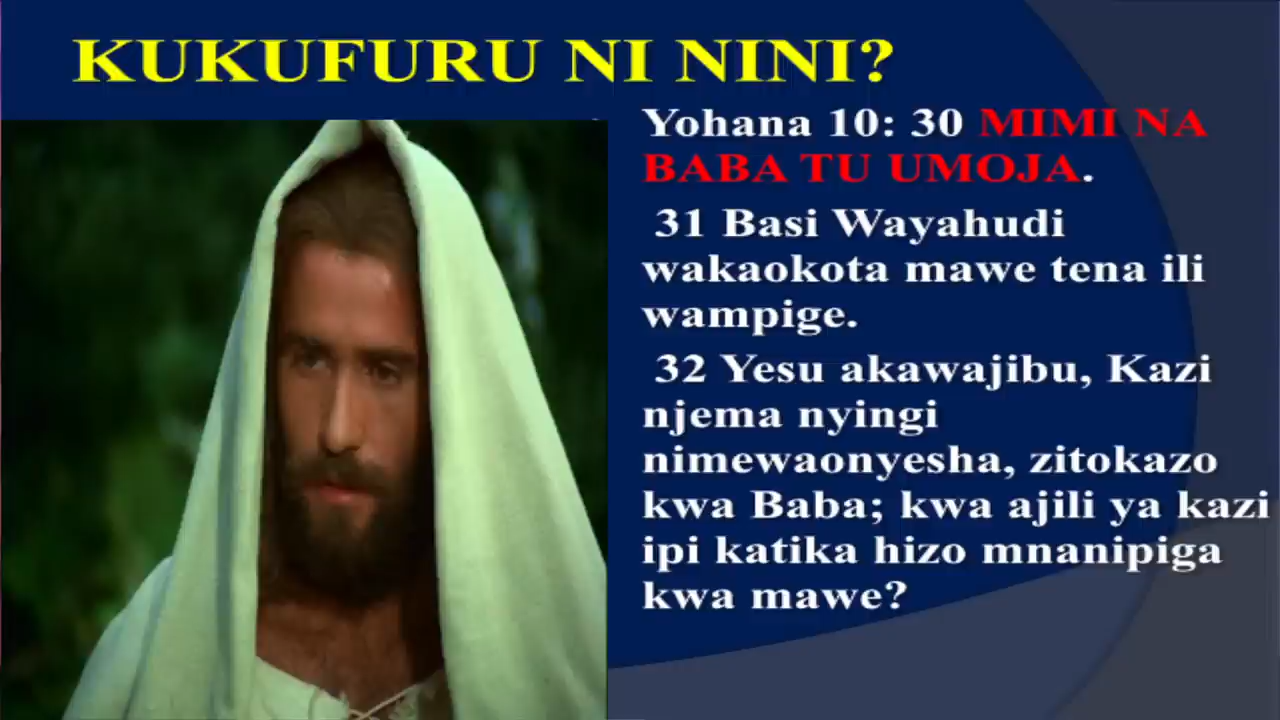 KUKUFURU NI NINI?
Yohana 10: 30 MIMI NA
BABA TU UMOJA.
31 Basi Wayahudi
wakaokota mawe tena ili
wampige.
32 Yesu akawajibu, Kazi
njema nyingi
nimewaonyesha, zitokazo
kwa Baba; kwa ajili ya kazi
ipi katika hizo mnanipiga
kwa mawe?